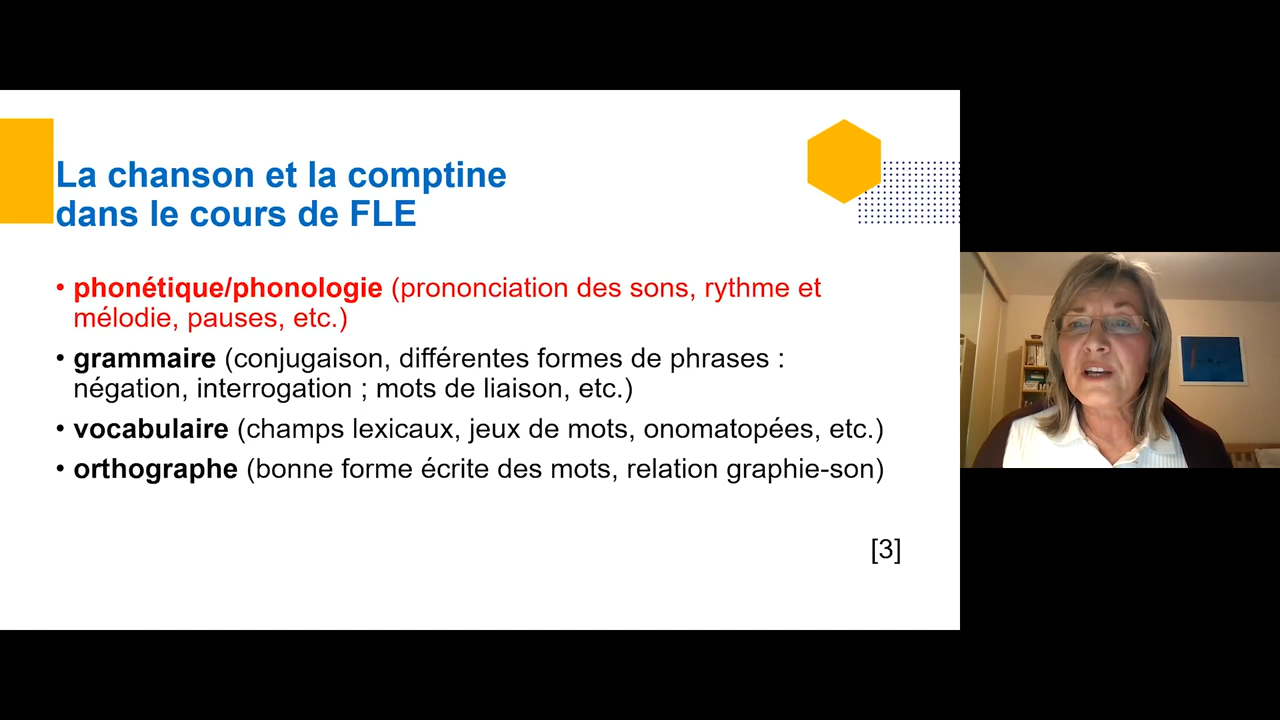 La chanson et la comptine
dans le cours de FLE
• phonétique/phonologie (prononciation des sons, rythme et
mélodie, pauses, etc.)
• grammaire (conjugaison, différentes formes de phrases :
négation, interrogation ; mots de liaison, etc.)
• vocabulaire (champs lexicaux, jeux de mots, onomatopées, etc.)
• orthographe (bonne forme écrite des mots, relation graphie-son)
[3]